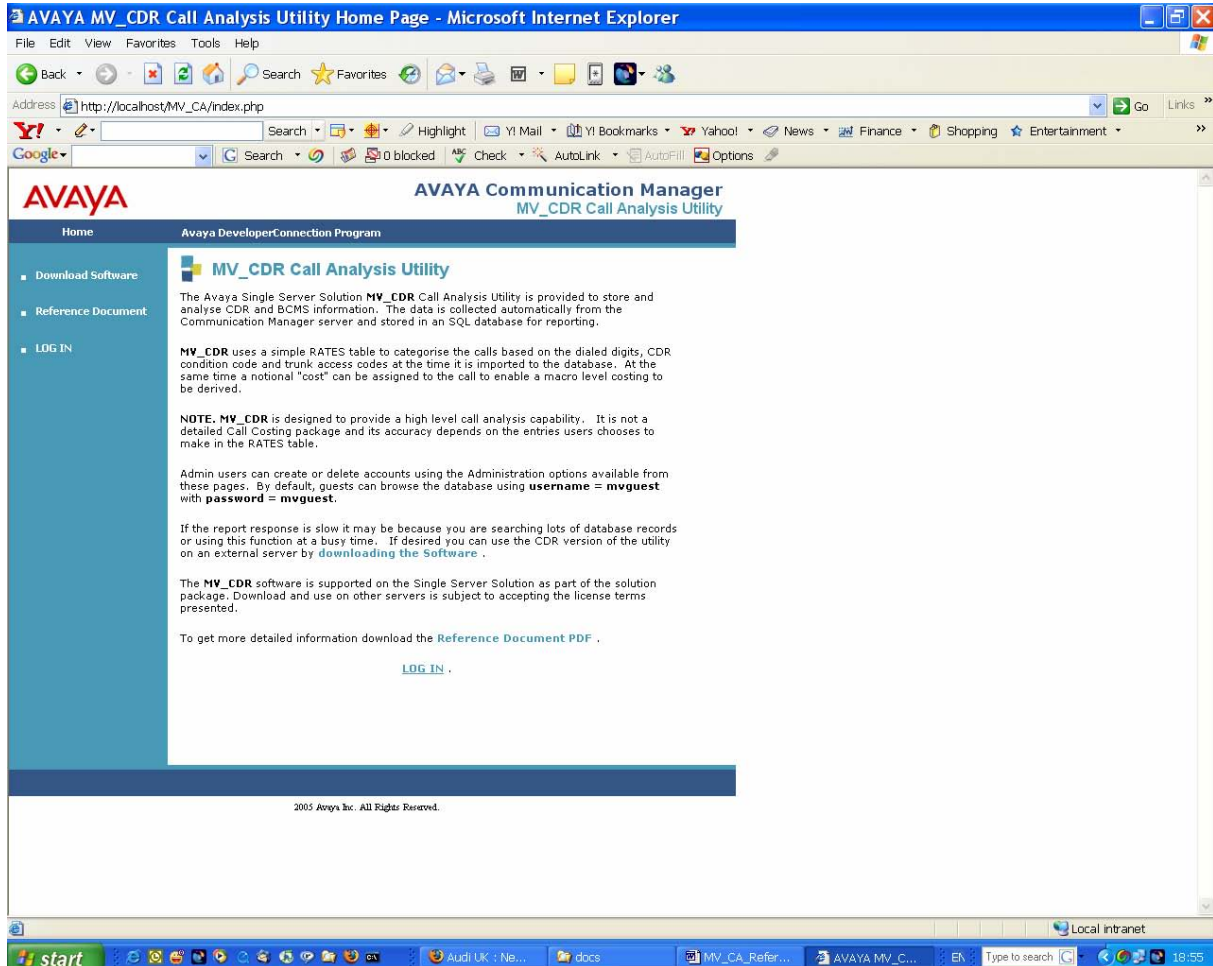 AVAYA MV_CDR Call Analysis Utility Home Page - Microsoft Internet Explorer
File Edit View Favorites Tools Help
Back Search Favorites
Address http://localhost/MV_CA/index.php Go Links »
Y! Search Highlight Y! Mail Y! Bookmarks Yahoo! News Finance Shopping Entertainment »
Google Search 0 blocked Check AutoLink AutoFill Options
AVAYA
AVAYA Communication Manager
MV_CDR Call Analysis Utility
Home
Avaya DeveloperConnection Program
Download Software
Reference Document
LOG IN
MV_CDR Call Analysis Utility
The Avaya Single Server Solution MV_CDR Call Analysis Utility is provided to store and
analyse CDR and BCMS information. The data is collected automatically from the
Communication Manager server and stored in an SQL database for reporting.
MV_CDR uses a simple RATES table to categorise the calls based on the dialed digits, CDR
condition code and trunk access codes at the time it is imported to the database. At the
same time a notional "cost" can be assigned to the call to enable a macro level costing to
be derived.
NOTE. MV_CDR is designed to provide a high level call analysis capability. It is not a
detailed Call Costing package and its accuracy depends on the entries users chooses to
make in the RATES table.
Admin users can create or delete accounts using the Administration options available from
these pages. By default, guests can browse the database using username = mvguest
with password = mvguest.
If the report response is slow it may be because you are searching lots of database records
or using this function at a busy time. If desired you can use the CDR version of the utility
on an external server by downloading the Software .
The MV_CDR software is supported on the Single Server Solution as part of the solution
package. Download and use on other servers is subject to accepting the license terms
presented.
To get more detailed information download the Reference Document PDF .
LOG IN .
2005 Avaya Inc. All Rights Reserved.
Local intranet
start Audi UK : Ne... docs MV_CA_Refer... AVAYA MV_C... EN Type to search 18:55